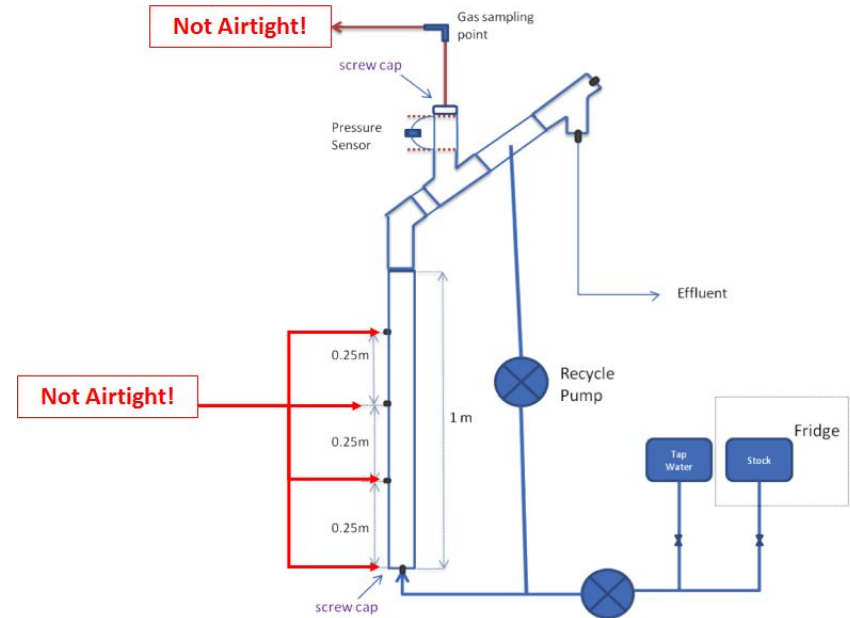 Not Airtight!
Gas sampling
point
screw cap
Pressure
Sensor
Effluent
0.25m
Not Airtight!
0.25m
1 m
0.25m
Recycle
Pump
Fridge
Tap
Water
Stock
screw cap